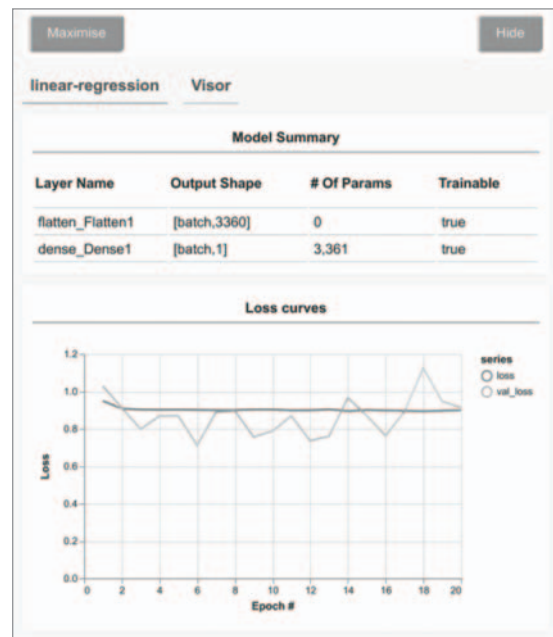 Maximise Hide
linear-regression Visor
Model Summary
Layer Name Output Shape # Of Params Trainable
flatten_Flatten1 [batch,3360] 0 true
dense_Dense1 [batch,1] 3,361 true
Loss curves
1.2
1.0
0.8
0.6
0.4
0.2
0.0
Loss
0 2 4 6 8 10 12 14 16 18 20
Epoch #
series
loss
val_loss